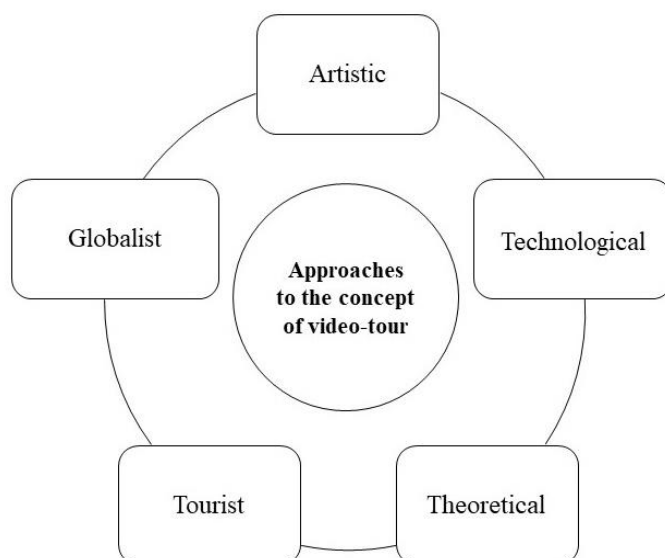 Artistic
Globalist
Technological
Approaches
to the concept
of video-tour
Tourist
Theoretical